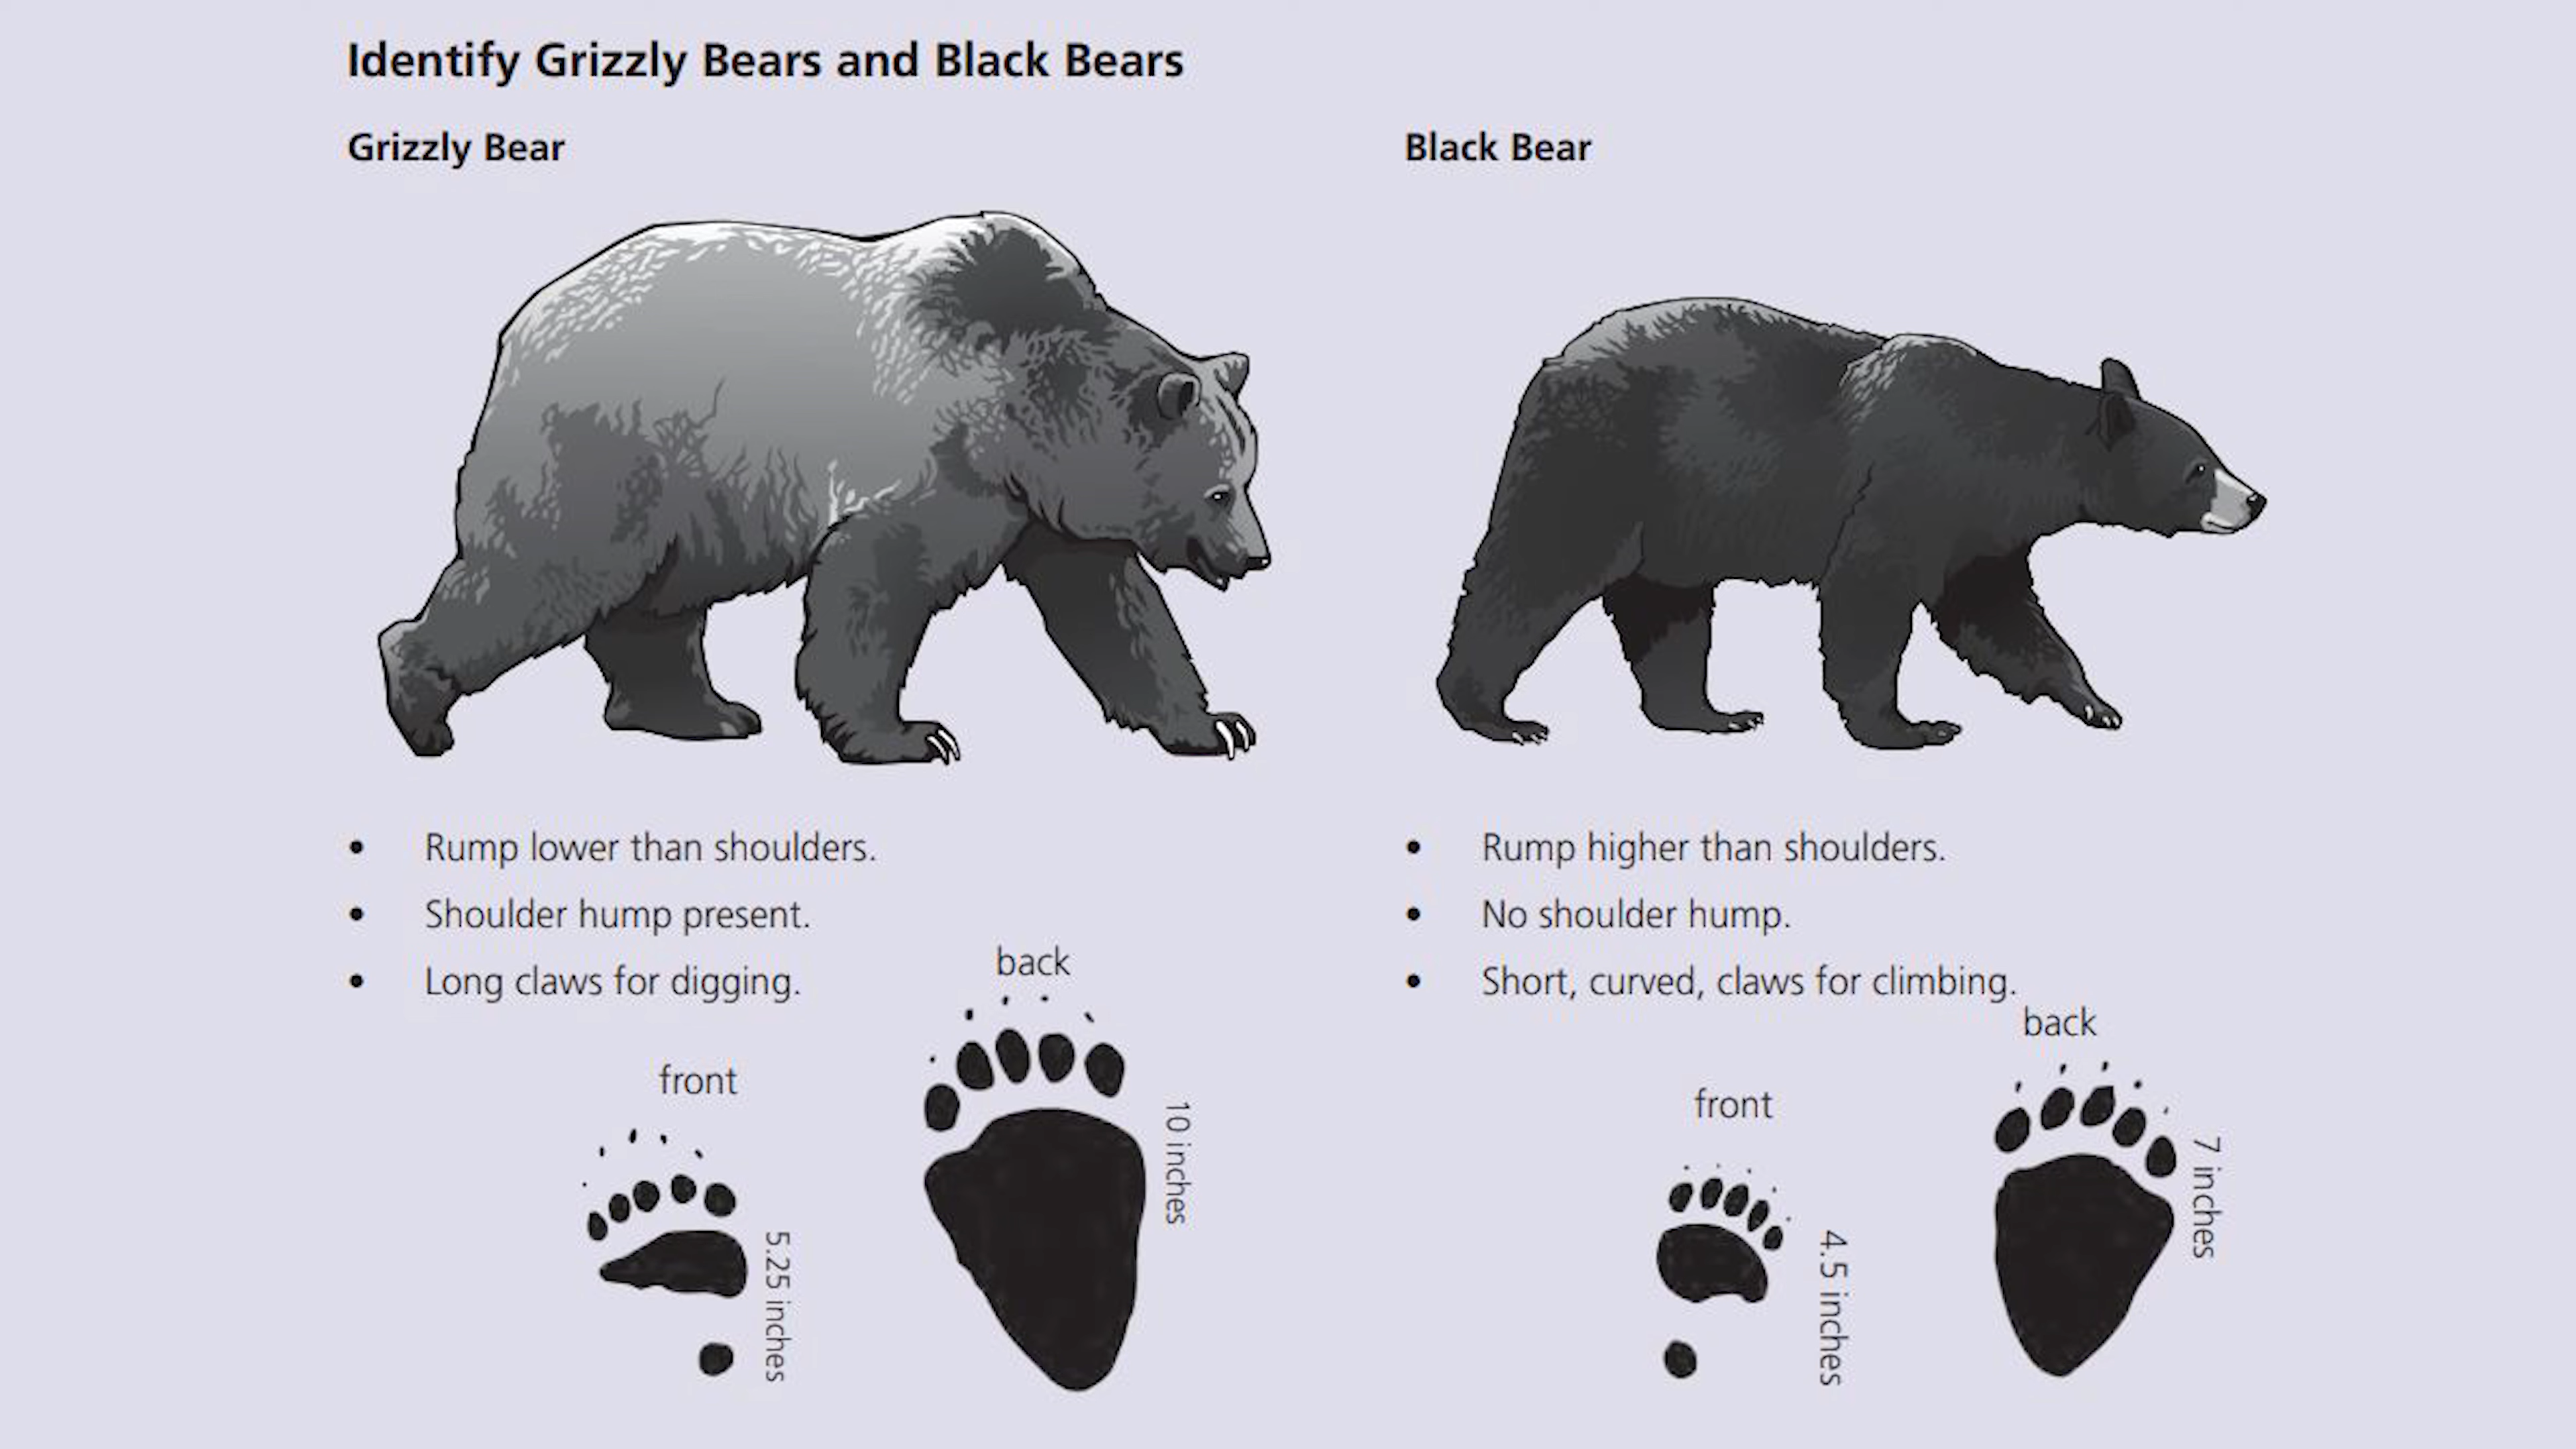 Identify Grizzly Bears and Black Bears
Grizzly Bear
• Rump lower than shoulders.
• Shoulder hump present.
• Long claws for digging.
front
5.25 inches
back
10 inches
Black Bear
• Rump higher than shoulders.
• No shoulder hump.
• Short, curved, claws for climbing.
front
4.5 inches
back
7 inches